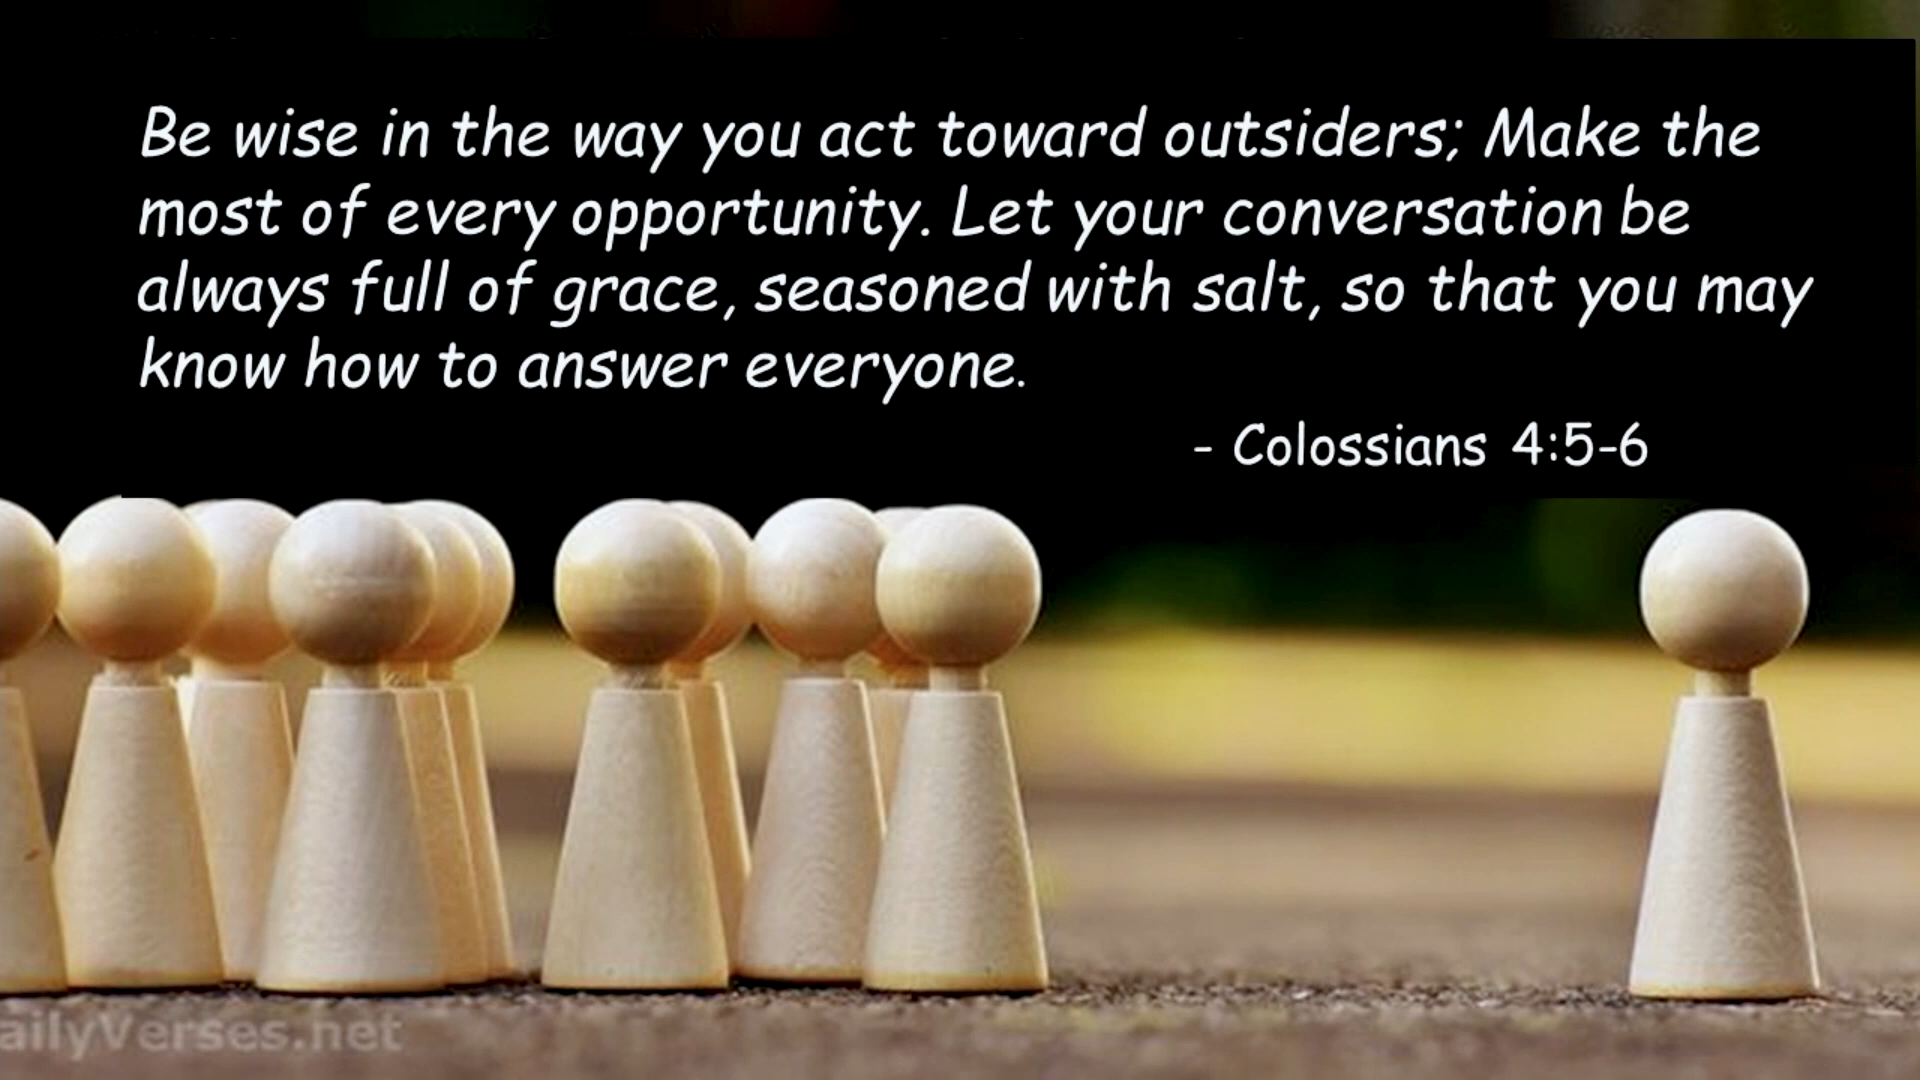 Be wise in the way you act toward outsiders; Make the
most of every opportunity. Let your conversation be
always full of grace, seasoned with salt, so that you may
know how to answer everyone.
- Colossians 4:5-6
ailyVerses.net